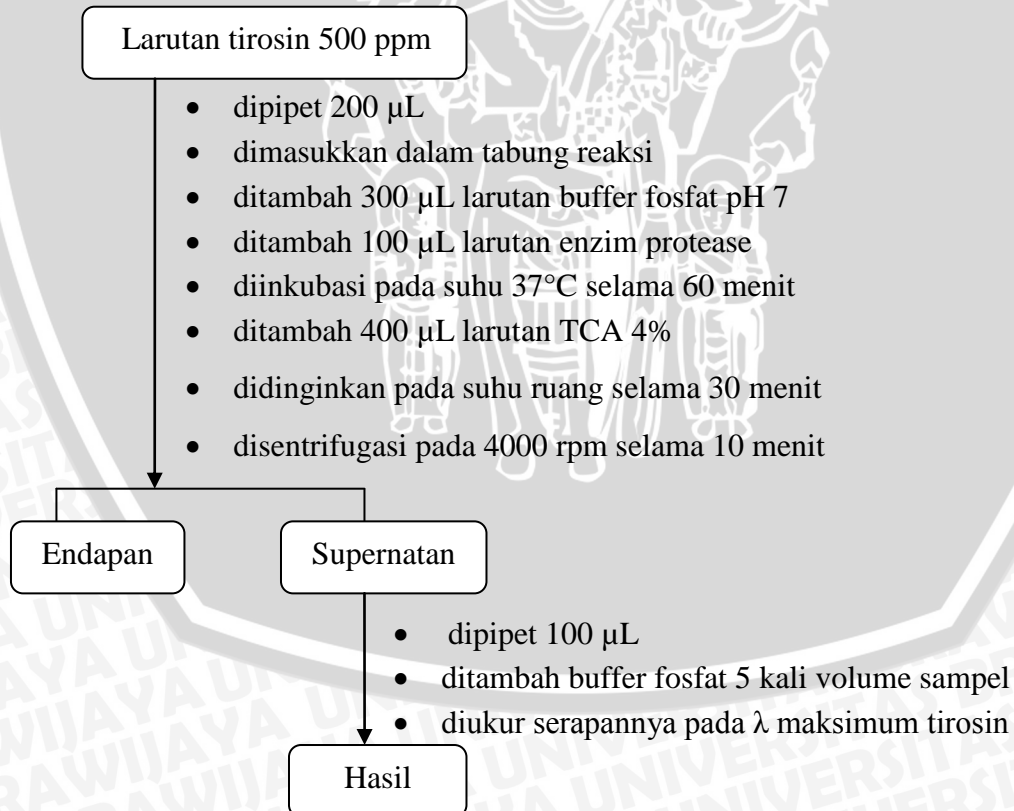 Larutan tirosin 500 ppm
• dipipet 200 µL
• dimasukkan dalam tabung reaksi
• ditambah 300 µL larutan buffer fosfat pH 7
• ditambah 100 µL larutan enzim protease
• diinkubasi pada suhu 37°C selama 60 menit
• ditambah 400 µL larutan TCA 4%
• didinginkan pada suhu ruang selama 30 menit
• disentrifugasi pada 4000 rpm selama 10 menit
Endapan
Supernatan
• dipipet 100 µL
• ditambah buffer fosfat 5 kali volume sampel
• diukur serapannya pada λ maksimum tirosin
Hasil